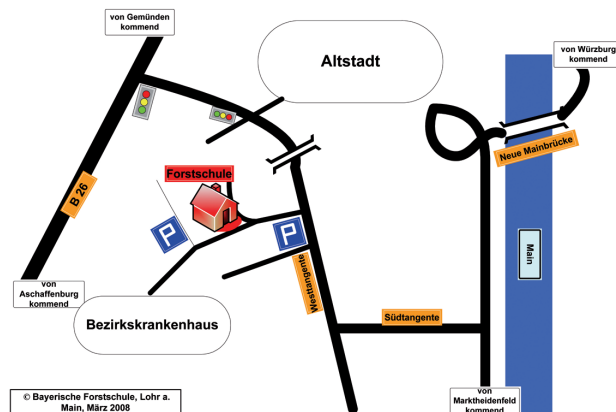 von Gemünden
kommend
Altstadt
von Würzburg
kommend
Neue Mainbrücke
Forstschule
B 26
P
P
Main
Westtangente
von
Aschaffenburg
kommend
Bezirkskrankenhaus
Südtangente
von
Marktheidenfeld
kommend
© Bayerische Forstschule, Lohr a.
Main, März 2008